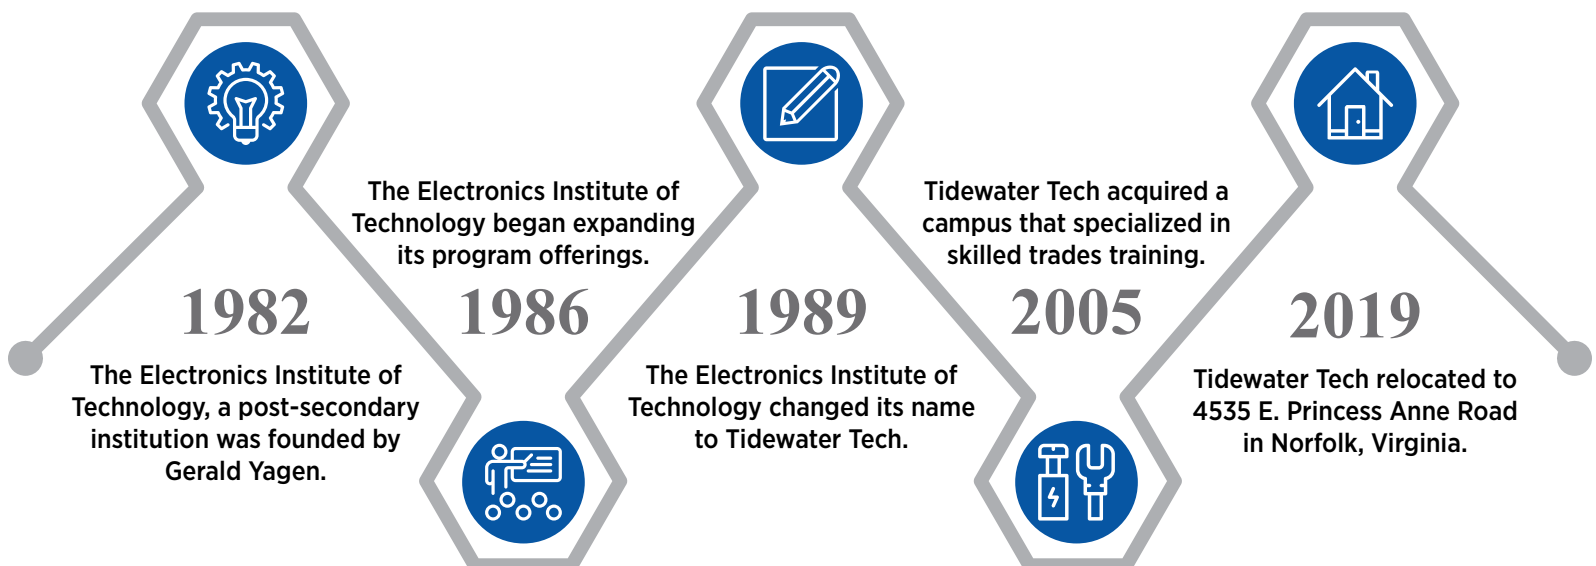 1982
The Electronics Institute of
Technology, a post-secondary
institution was founded by
Gerald Yagen.
The Electronics Institute of
Technology began expanding
its program offerings.
1986
1989
The Electronics Institute of
Technology changed its name
to Tidewater Tech.
Tidewater Tech acquired a
campus that specialized in
skilled trades training.
2005
2019
Tidewater Tech relocated to
4535 E. Princess Anne Road
in Norfolk, Virginia.